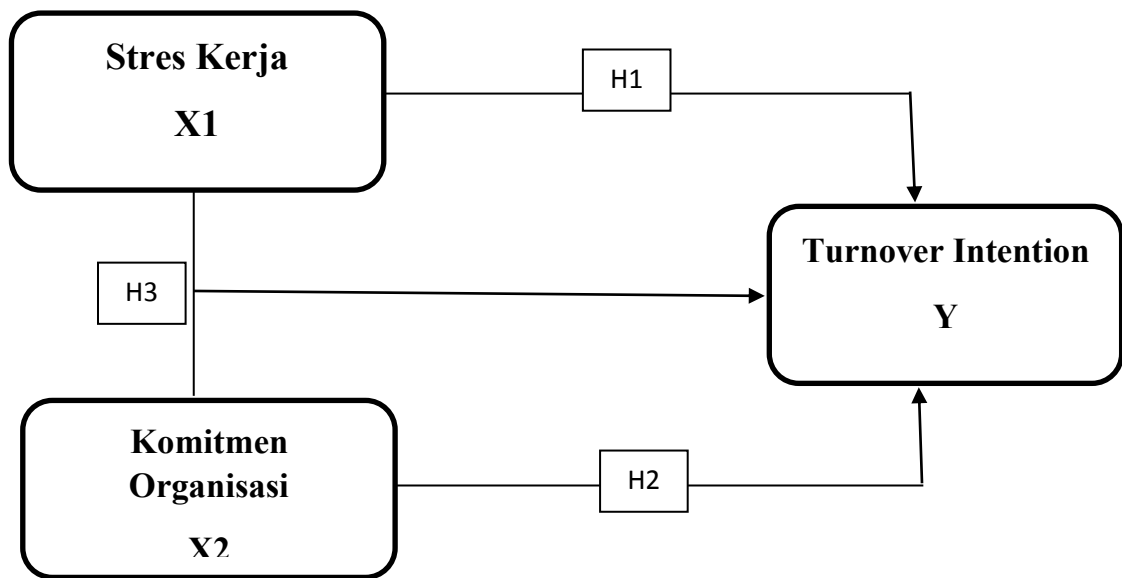 Stres Kerja
X1
H1
Turnover Intention
Y
H3
Komitmen
Organisasi
X2
H2